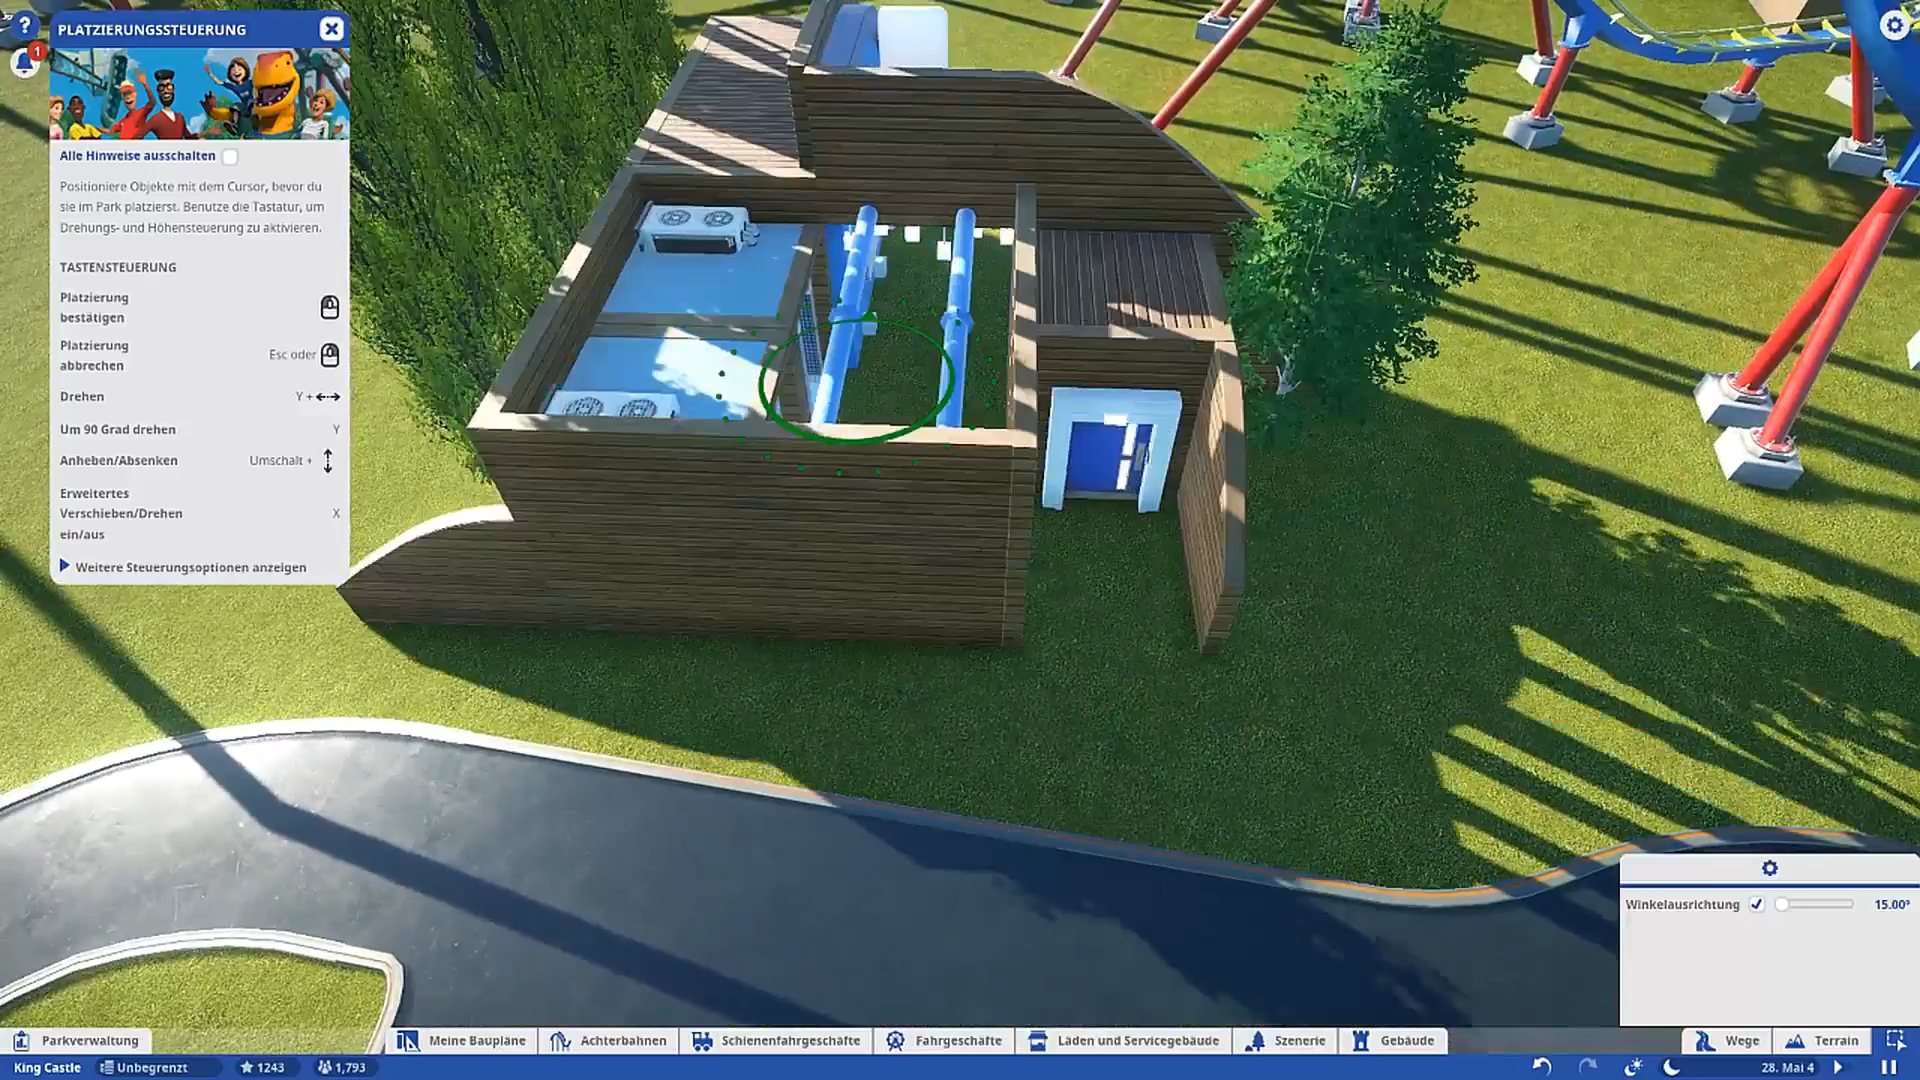 ?
PLATZIERUNGSSTEUERUNG
1
Alle Hinweise ausschalten
Positioniere Objekte mit dem Cursor, bevor du
sie im Park platzierst. Benutze die Tastatur, um
Drehungs- und Höhensteuerung zu aktivieren.
TASTENSTEUERUNG
Platzierung
bestätigen
Platzierung
abbrechen
Esc oder
Drehen
Y +
Um 90 Grad drehen
Y
Anheben/Absenken
Umschalt +
Erweitertes
Verschieben/Drehen
ein/aus
X
Weitere Steuerungsoptionen anzeigen
Winkelausrichtung
15.00°
Parkverwaltung
Meine Baupläne
Achterbahnen
Schienenfahrgeschäfte
Fahrgeschäfte
Läden und Servicegebäude
Szenerie
Gebäude
Wege
Terrain
King Castle
Unbegrenzt
1243
1,793
28. Mai 4